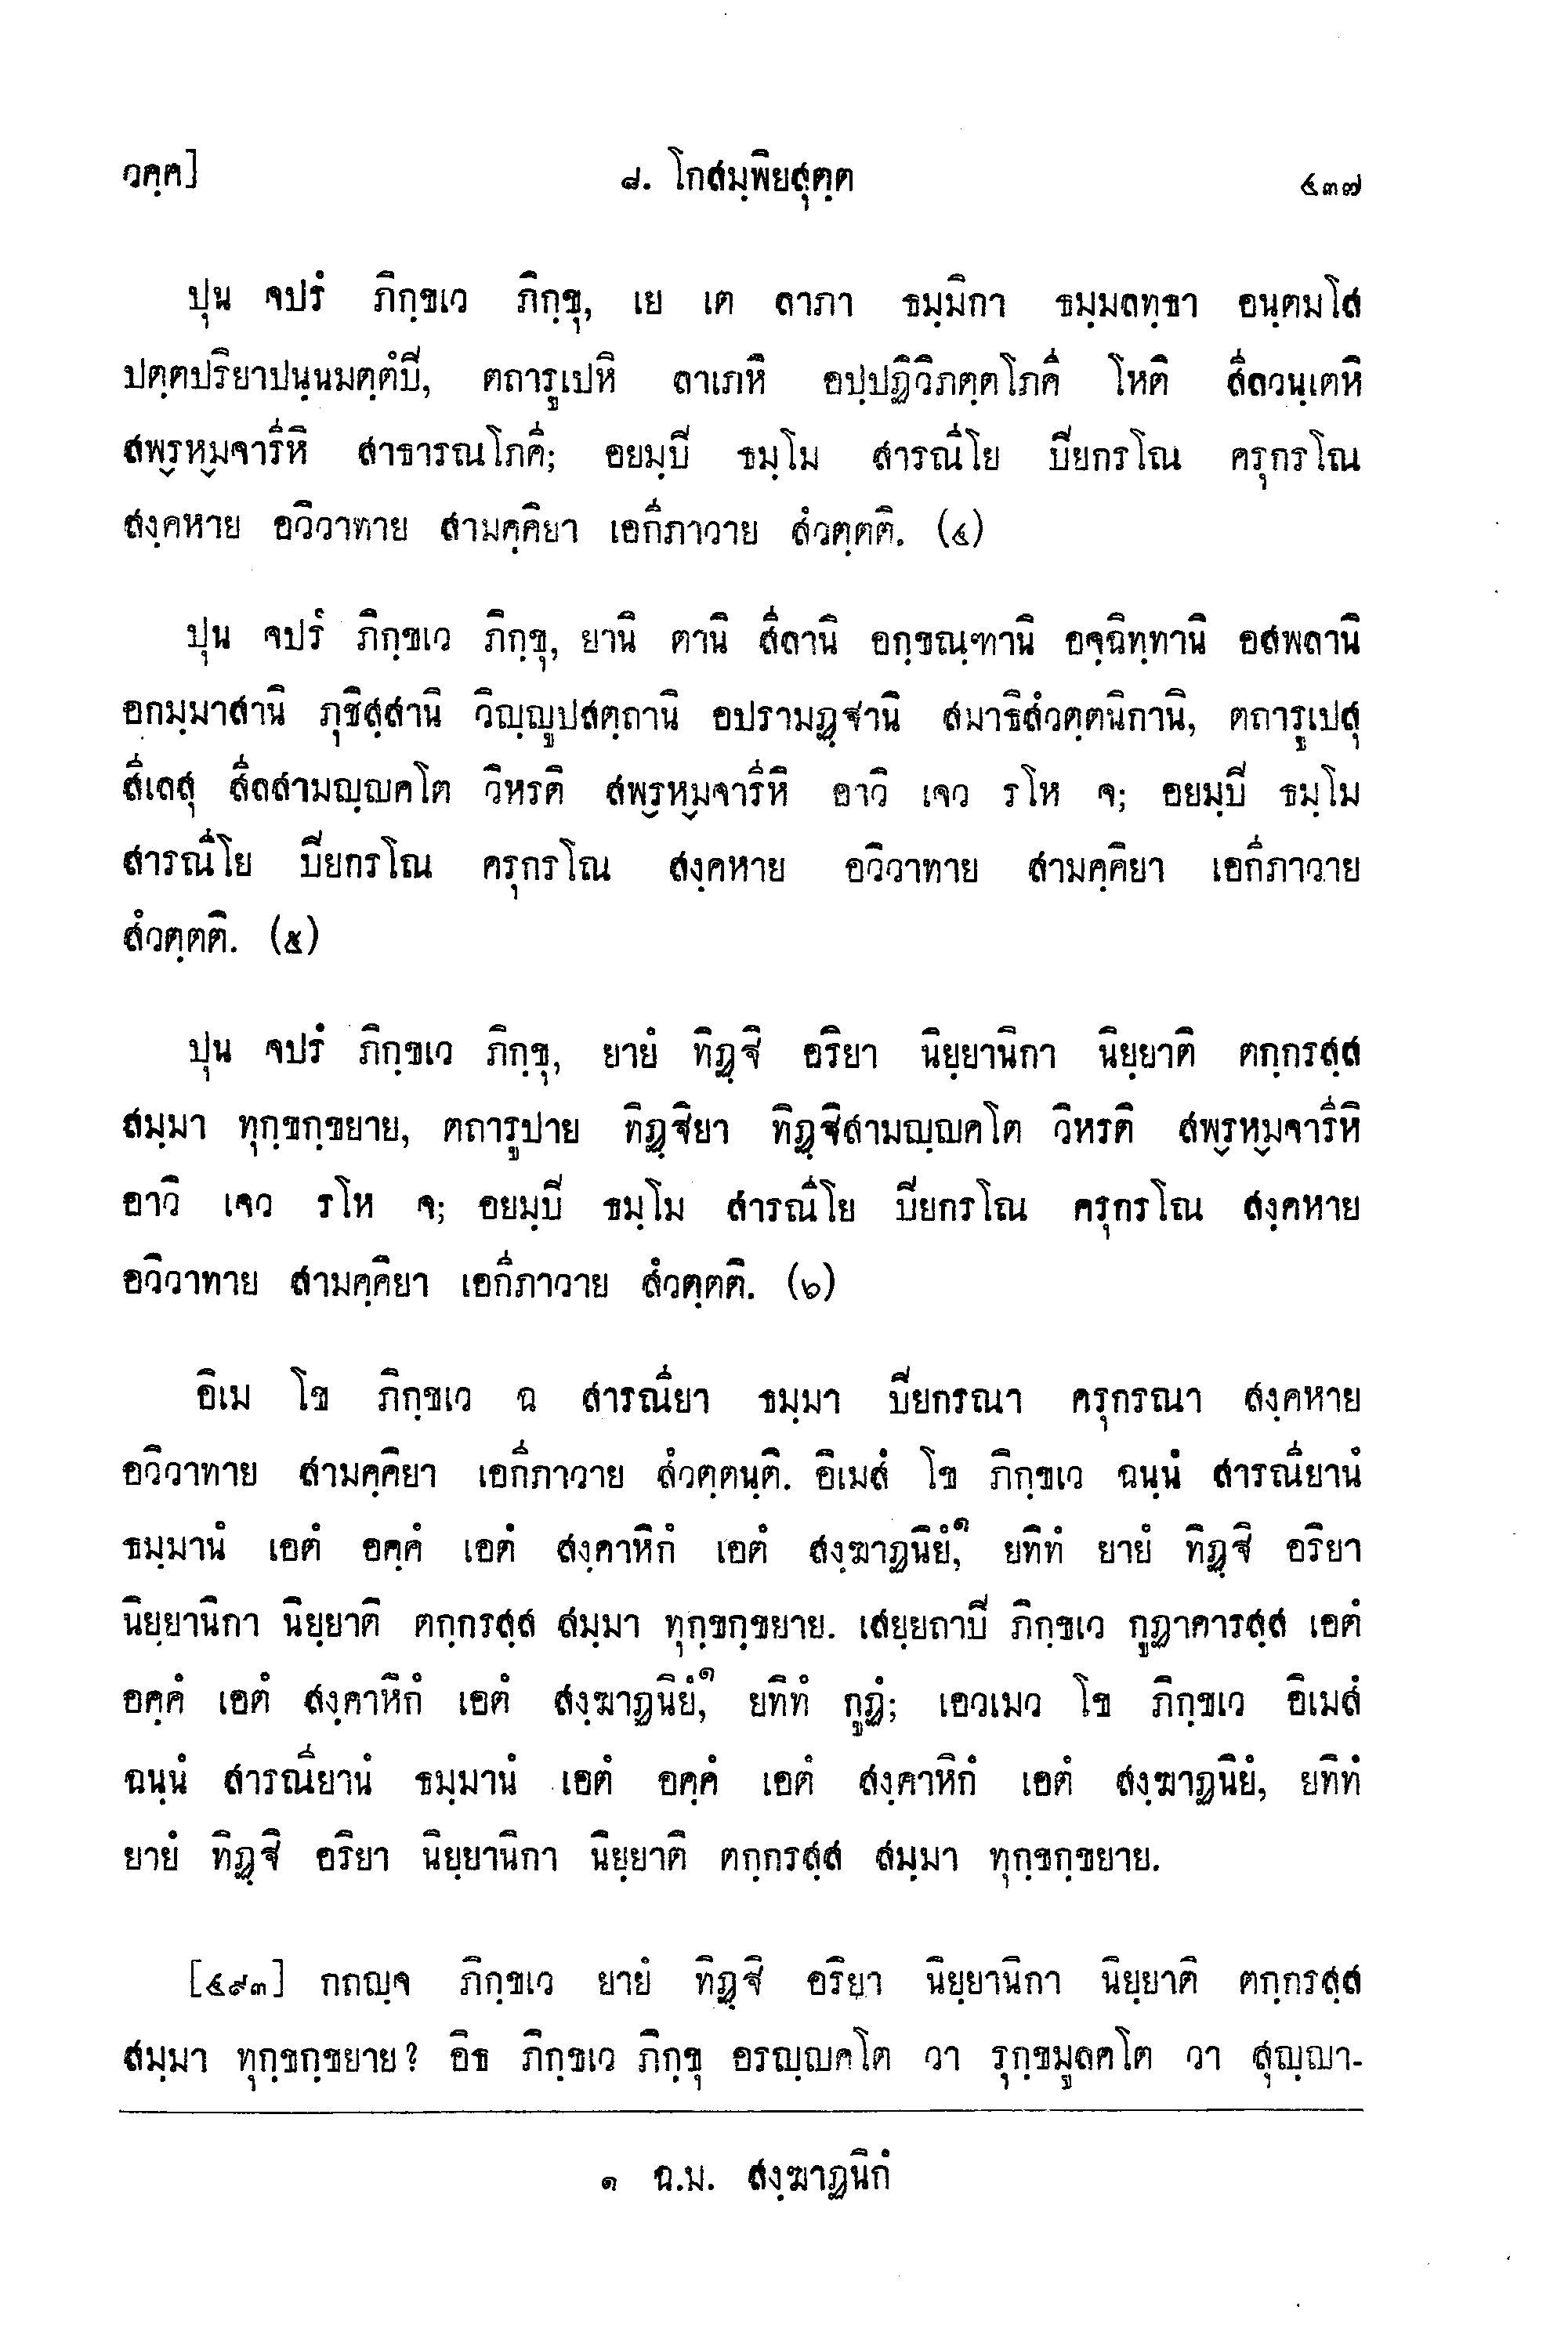 วคฺค]
๘. โกสมฺพิยสุตฺต
๕๓๗
ปุน จปรํ ภิกฺขเว ภิกฺขุ, เย เต ลาภา ธมฺมิกา ธมฺมลทฺธา อนฺตมโส
ปตฺตปริยาปนฺนมตฺตํปิ, ตถารูเปหิ ลาเภหิ อปฺปฏิวิภตฺตโภคี โหติ สีลวนฺเตหิ
สพฺรหฺมจารีหิ สาธารณโภคี; อยมฺปิ ธมฺโม สารณีโย ปิยกรโณ ครุกรโณ
สงฺคหาย อวิวาทาย สามคฺคิยา เอกีภาวาย สํวตฺตติ. (๔)
ปุน จปรํ ภิกฺขเว ภิกฺขุ, ยานิ ตานิ สีลานิ อกฺขณฺฑานิ อจฺฉิทฺทานิ อสพลานิ
อกมฺมาสานิ ภุชิสฺสานิ วิญฺญูปสตฺถานิ อปรามฏฺฐานิ สมาธิสํวตฺตนิกานิ, ตถารูเปสุ
สีเลสุ สีลสามญฺญคโต วิหรติ สพฺรหฺมจารีหิ อาวิ เจว รโห จ; อยมฺปิ ธมฺโม
สารณีโย ปิยกรโณ ครุกรโณ สงฺคหาย อวิวาทาย สามคฺคิยา เอกีภาวาย
สํวตฺตติ. (๕)
ปุน จปรํ ภิกฺขเว ภิกฺขุ, ยายํ ทิฏฺฐิ อริยา นิยฺยานิกา นิยฺยาติ ตกฺกรสฺส
สมฺมา ทุกฺขกฺขยาย, ตถารูปาย ทิฏฺฐิยา ทิฏฺฐิสามญฺญคโต วิหรติ สพฺรหฺมจารีหิ
อาวิ เจว รโห จ; อยมฺปิ ธมฺโม สารณีโย ปิยกรโณ ครุกรโณ สงฺคหาย
อวิวาทาย สามคฺคิยา เอกีภาวาย สํวตฺตติ. (๖)
อิเม โข ภิกฺขเว ฉ สารณียา ธมฺมา ปิยกรณา ครุกรณา สงฺคหาย
อวิวาทาย สามคฺคิยา เอกีภาวาย สํวตฺตนฺติ. อิเมสํ โข ภิกฺขเว ฉนฺนํ สารณียานํ
ธมฺมานํ เอตํ อคฺคํ เอตํ สงฺคาหิกํ เอตํ สงฺฆาฏนิยํ,๑ ยทิทํ ยายํ ทิฏฺฐิ อริยา
นิยฺยานิกา นิยฺยาติ ตกฺกรสฺส สมฺมา ทุกฺขกฺขยาย. เสยฺยถาปิ ภิกฺขเว กูฏาคารสฺส เอตํ
อคฺคํ เอตํ สงฺคาหิกํ เอตํ สงฺฆาฏนิยํ,๑ ยทิทํ กูฏํ; เอวเมว โข ภิกฺขเว อิเมสํ
ฉนฺนํ สารณียานํ ธมฺมานํ เอตํ อคฺคํ เอตํ สงฺคาหิกํ เอตํ สงฺฆาฏนิยํ, ยทิทํ
ยายํ ทิฏฺฐิ อริยา นิยฺยานิกา นิยฺยาติ ตกฺกรสฺส สมฺมา ทุกฺขกฺขยาย.
[๕๙๓] กถญฺจ ภิกฺขเว ยายํ ทิฏฺฐิ อริยา นิยฺยานิกา นิยฺยาติ ตกฺกรสฺส
สมฺมา ทุกฺขกฺขยาย? อิธ ภิกฺขเว ภิกฺขุ อรญฺญคโต วา รุกฺขมูลคโต วา สุญฺญา-
๑ ฉ.ม. สงฺฆาฏนิกํ